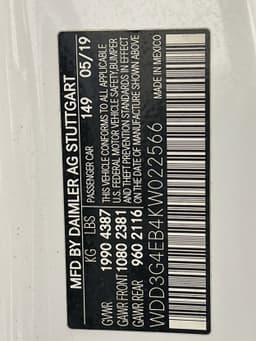 MFD BY DAIMLER AG STUTTGART
PASSENGER CAR 149 05/19
KG LBS
GVWR 1990 4387
GAWR FRONT 1080 2381
GAWR REAR 960 2116
THIS VEHICLE CONFORMS TO ALL APPLICABLE
U.S. FEDERAL MOTOR VEHICLE SAFETY BUMPER
AND THEFT PREVENTION STANDARDS IN EFFECT
ON THE DATE OF MANUFACTURE SHOWN ABOVE
WDD3G4EB4KW022566 MADE IN MEXICO